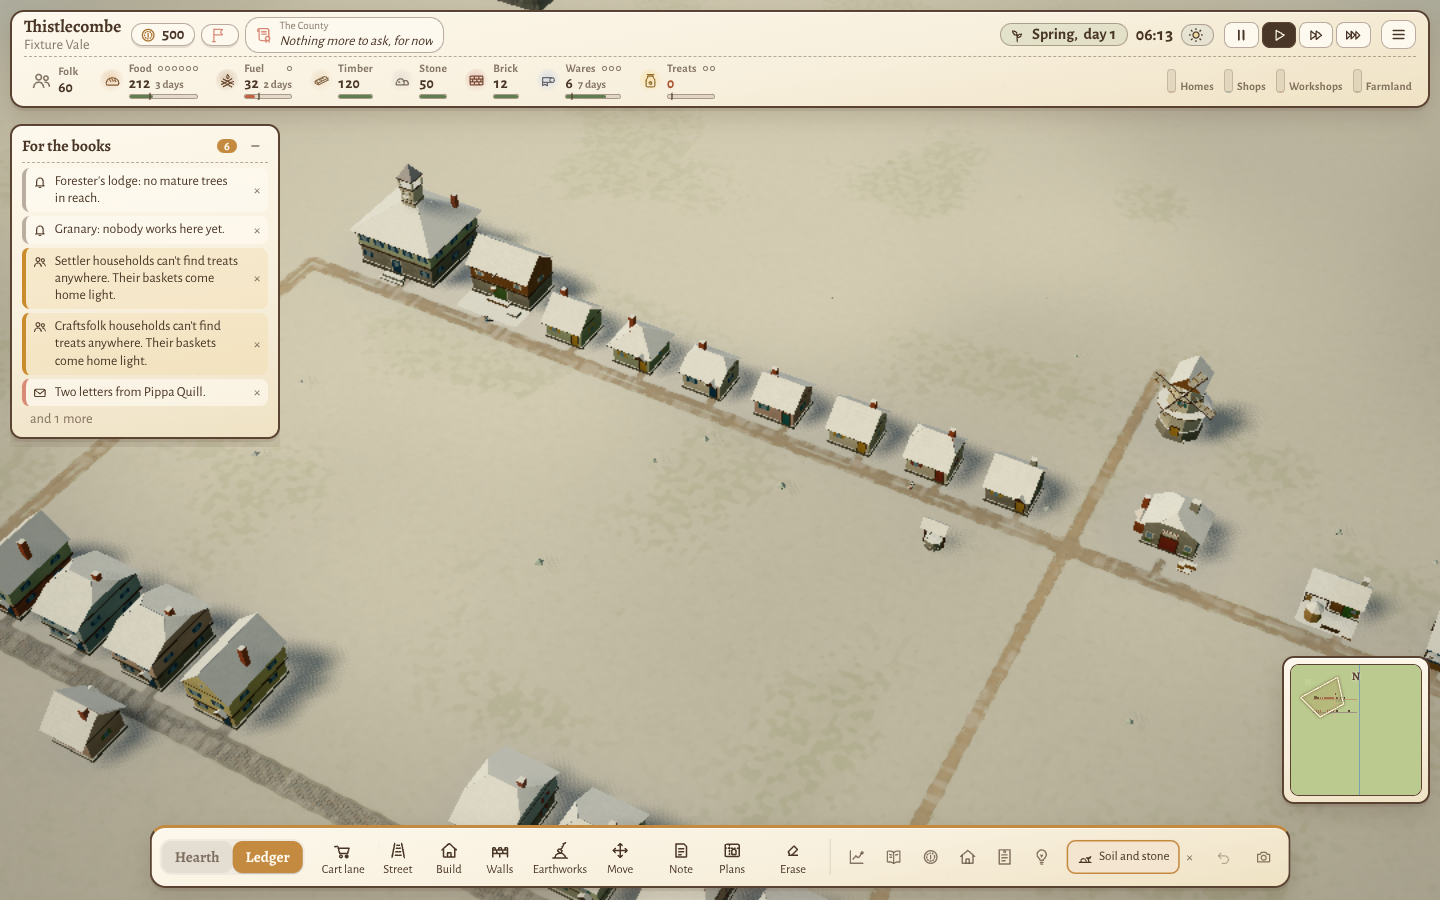 Thistlecombe
Fixture Vale
500
The County
Nothing more to ask, for now
Spring, day 1
06:13
Folk
60
Food
212 3 days
Fuel
32 2 days
Timber
120
Stone
50
Brick
12
Wares
6 7 days
Treats
0
Homes
Shops
Workshops
Farmland
For the books
6
Forester's lodge: no mature trees
in reach.
Granary: nobody works here yet.
Settler households can't find treats
anywhere. Their baskets come
home light.
Craftsfolk households can't find
treats anywhere. Their baskets
come home light.
Two letters from Pippa Quill.
and 1 more
N
Hearth
Ledger
Cart lane
Street
Build
Walls
Earthworks
Move
Note
Plans
Erase
Soil and stone